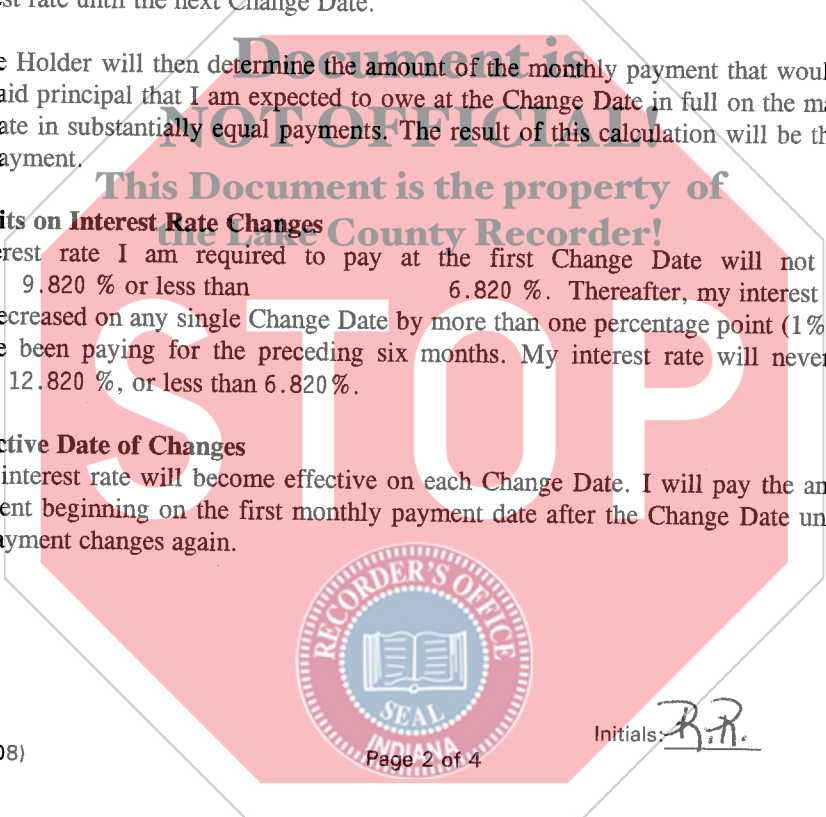 est rate until the next Change Date.
e Holder will then determine the amount of the monthly payment that woul
aid principal that I am expected to owe at the Change Date in full on the ma
ate in substantially equal payments. The result of this calculation will be th
ayment.
Document is
NOT OFFICIAL!
This Document is the property of
the Lake County Recorder!
its on Interest Rate Changes
erest rate I am required to pay at the first Change Date will not
9.820 % or less than 6.820 %. Thereafter, my interest
ecreased on any single Change Date by more than one percentage point (1%
e been paying for the preceding six months. My interest rate will never
12.820 %, or less than 6.820%.
STOP
ctive Date of Changes
interest rate will become effective on each Change Date. I will pay the am
ent beginning on the first monthly payment date after the Change Date un
ayment changes again.
RECORDER'S OFFICE
SEAL
INDIANA
Initials: R.R.
08)
Page 2 of 4